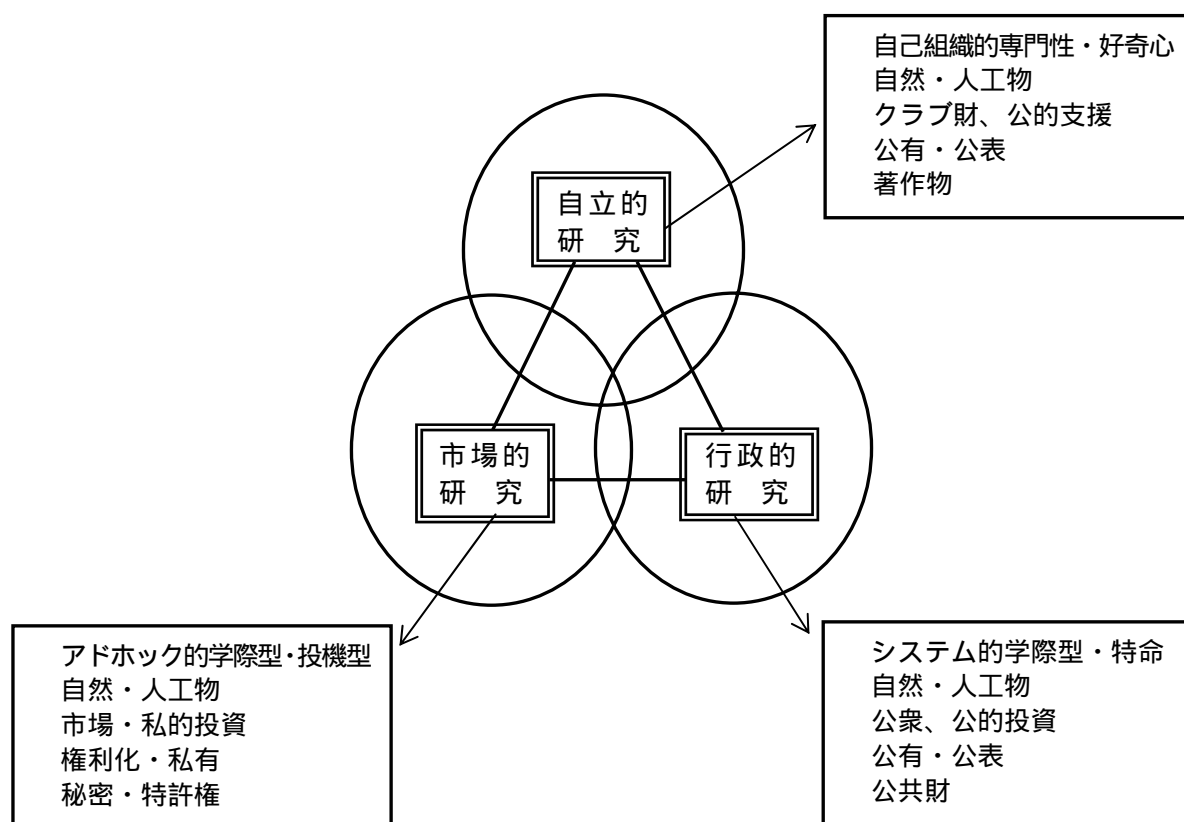 自己組織的専門性・好奇心
自然・人工物
クラブ財、公的支援
公有・公表
著作物
自立的
研　究
市場的
研　究
行政的
研　究
アドホック的学際型・投機型
自然・人工物
市場・私的投資
権利化・私有
秘密・特許権
システム的学際型・特命
自然・人工物
公衆、公的投資
公有・公表
公共財